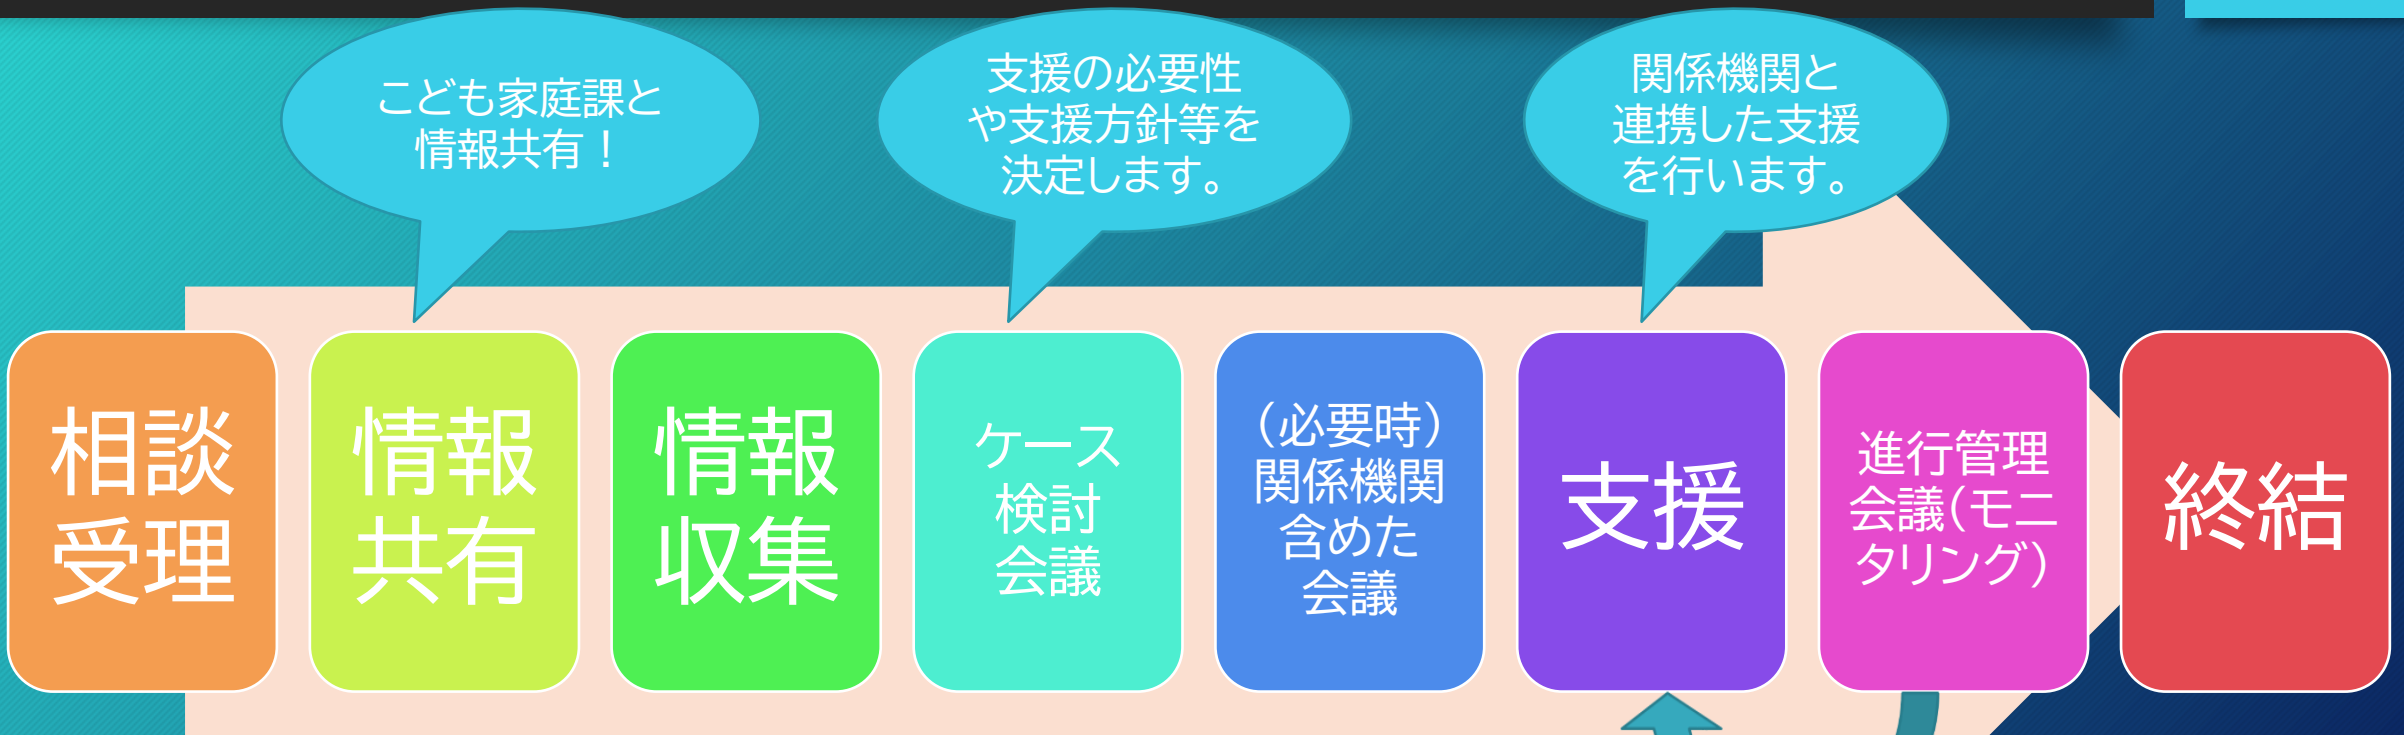 こども家庭課と
情報共有！
支援の必要性
や支援方針等を
決定します。
関係機関と
連携した支援
を行います。
相談
受理
情報
共有
情報
収集
ケース
検討
会議
（必要時）
関係機関
含めた
会議
支援
進行管理
会議（モニ
タリング）
終結